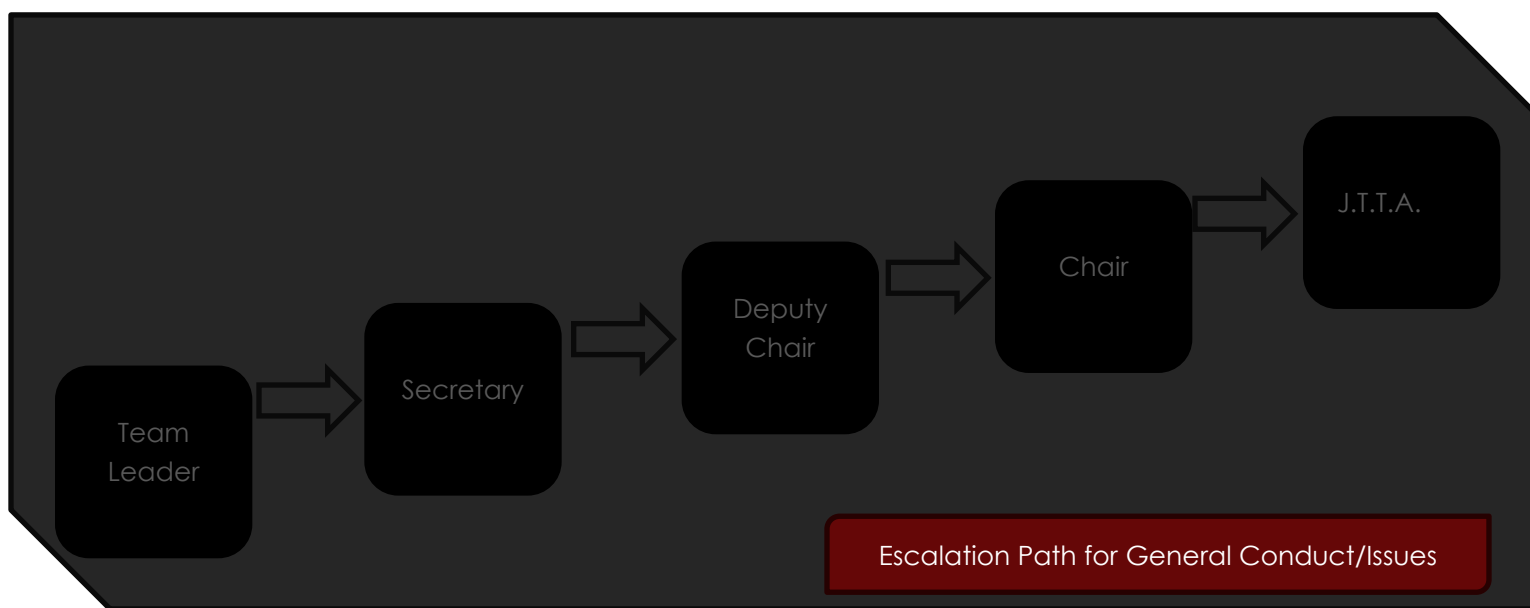 Team
Leader
Secretary
Deputy
Chair
Chair
J.T.T.A.
Escalation Path for General Conduct/Issues